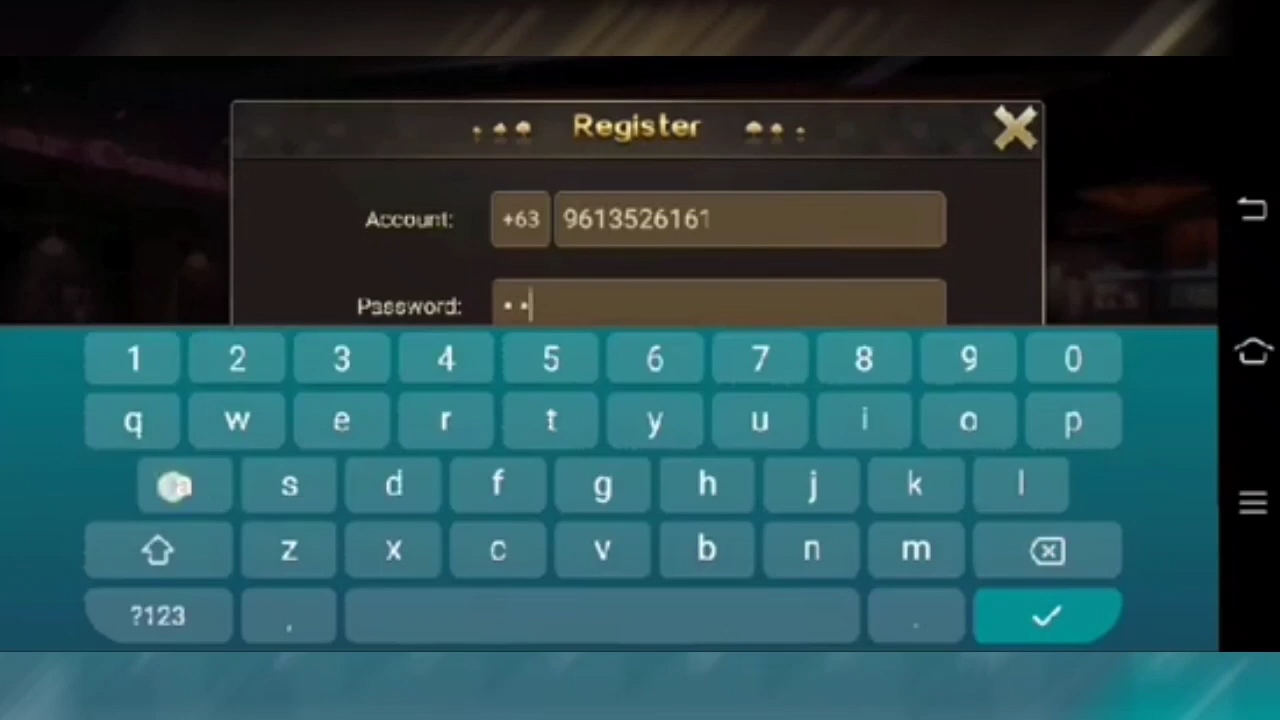 Register
Account: +63 9613526161
Password: ••
1 2 3 4 5 6 7 8 9 0
q w e r t y u i o p
a s d f g h j k l
z x c v b n m
?123 , .